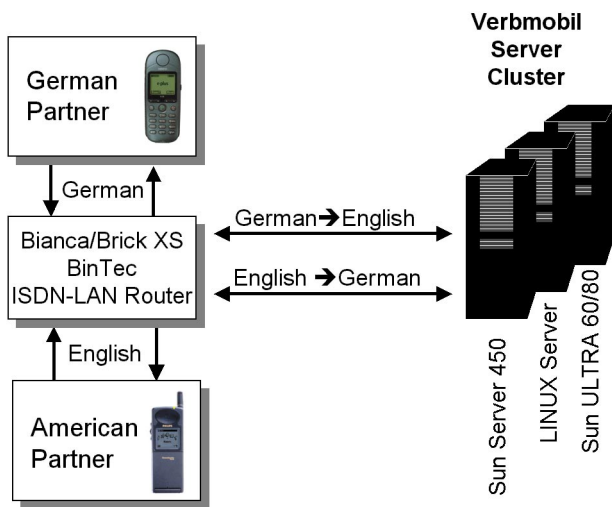 German
Partner
German
Bianca/Brick XS
BinTec
ISDN-LAN Router
English
American
Partner
German➔English
English ➔German
Verbmobil
Server
Cluster
Sun Server 450
LINUX Server
Sun ULTRA 60/80